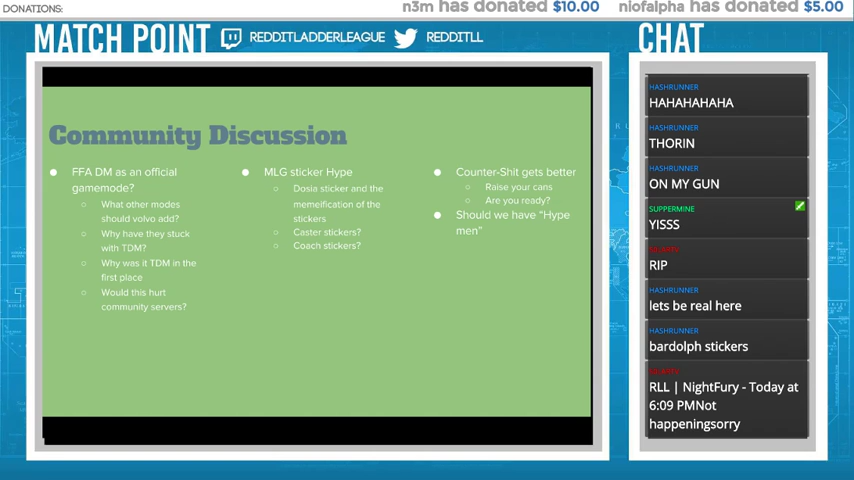 DONATIONS:
n3m has donated $10.00
niofalpha has donated $5.00
MATCH POINT
REDDITLADDERLEAGUE
REDDITLL
CHAT
Community Discussion
● FFA DM as an official
gamemode?
○ What other modes
should volvo add?
○ Why have they stuck
with TDM?
○ Why was it TDM in the
first place
○ Would this hurt
community servers?
● MLG sticker Hype
○ Dosia sticker and the
memeification of the
stickers
○ Caster stickers?
○ Coach stickers?
● Counter-Shit gets better
○ Raise your cans
○ Are you ready?
● Should we have “Hype
men”
HASHRUNNER
HAHAHAHAHA
HASHRUNNER
THORIN
HASHRUNNER
ON MY GUN
SUPPERMINE
YISSS
RIP
HASHRUNNER
lets be real here
HASHRUNNER
bardolph stickers
RLL | NightFury - Today at
6:09 PMNot
happeningsorry